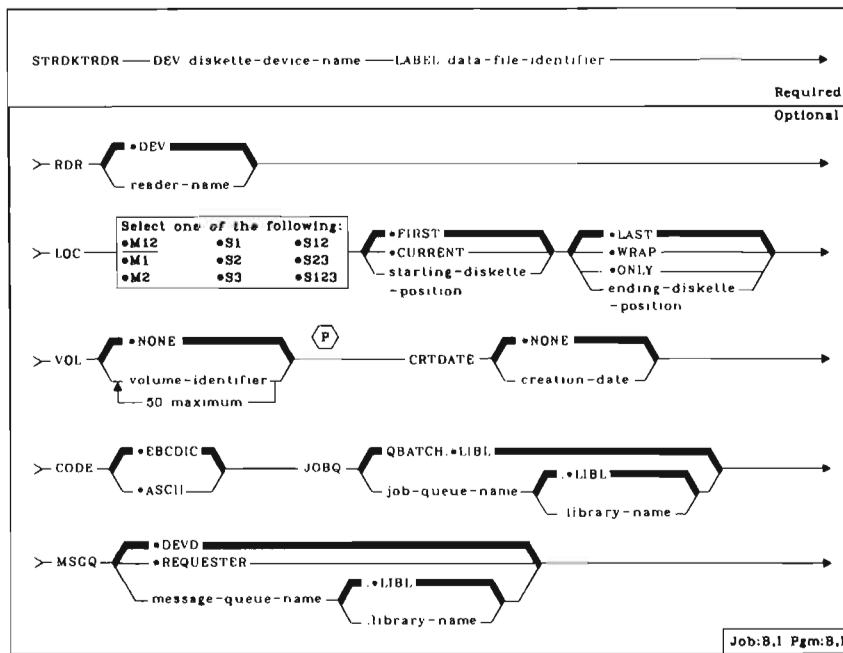 STRDKTRDR DEV diskette-device-name LABEL data-file-identifier
Required
Optional
RDR
*DEV
reader-name
LOC
Select one of the following:
*M12 *S1 *S12
*M1 *S2 *S23
*M2 *S3 *S123
*FIRST
*CURRENT
starting-diskette
-position
*LAST
*WRAP
*ONLY
ending-diskette
-position
VOL
*NONE
volume-identifier
50 maximum
P
CRTDATE
*NONE
creation-date
CODE
*EBCDIC
*ASCII
JOBQ
QBATCH.*LIBL
job-queue-name
.*LIBL
.library-name
MSGQ
*DEVD
*REQUESTER
message-queue-name
.*LIBL
.library-name
Job:B,I Pgm:B,I